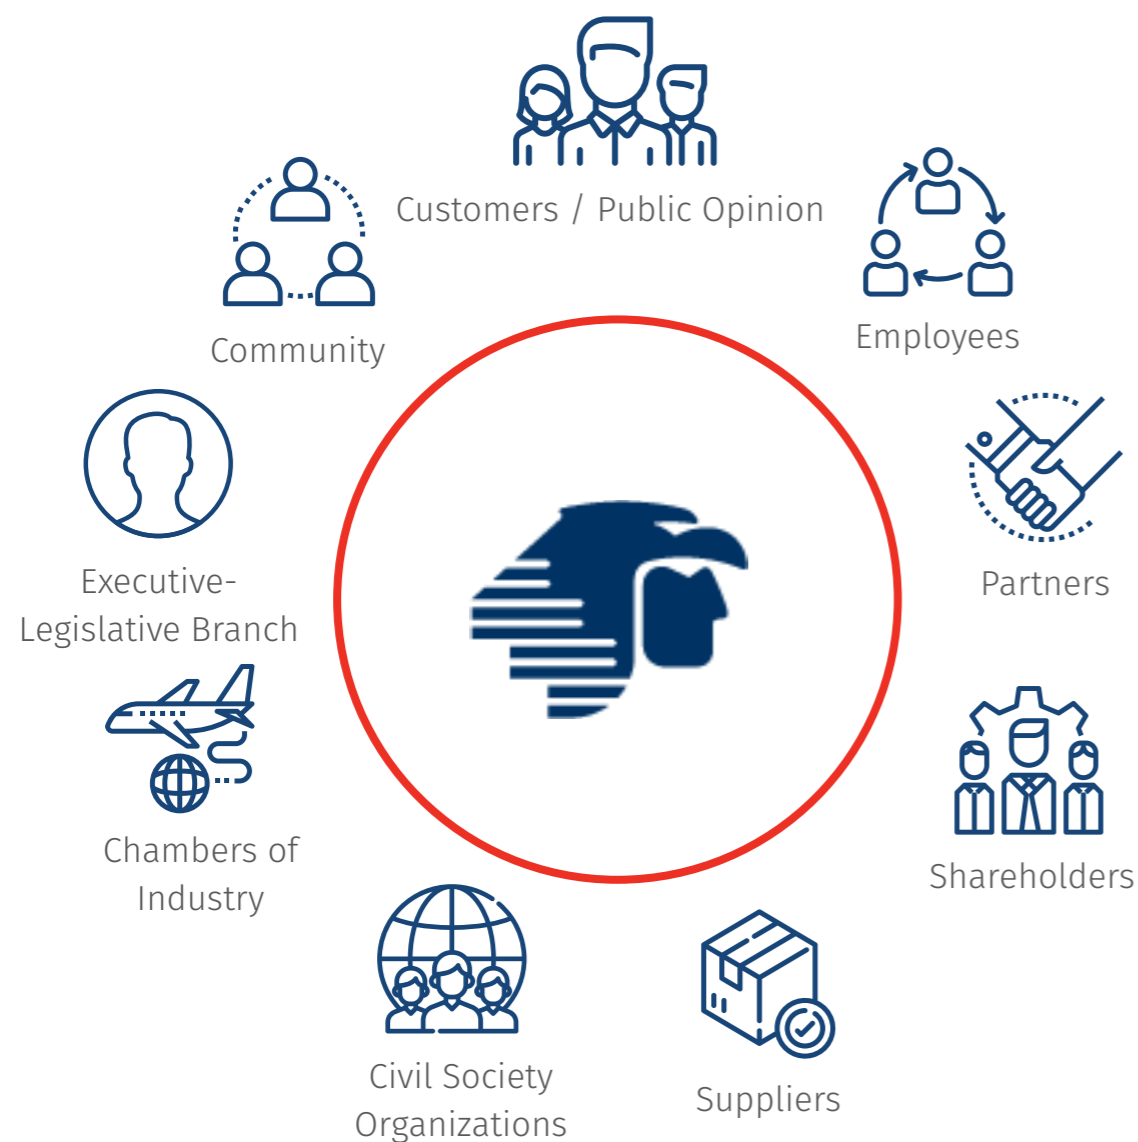 Customers / Public Opinion
Employees
Community
Partners
Executive-
Legislative Branch
Shareholders
Chambers of
Industry
Suppliers
Civil Society
Organizations